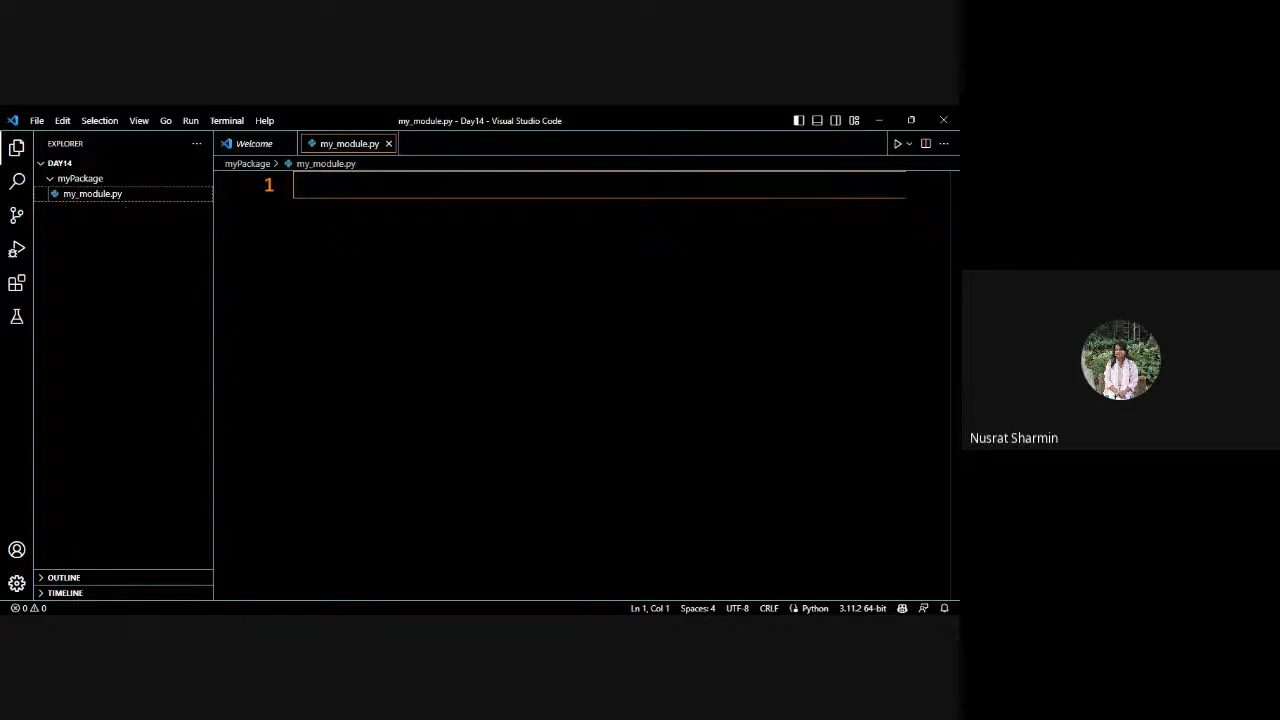 File Edit Selection View Go Run Terminal Help
my_module.py - Day14 - Visual Studio Code
EXPLORER
DAY14
myPackage
my_module.py
OUTLINE
TIMELINE
Welcome
my_module.py
myPackage > my_module.py
1
0 0
Ln 1, Col 1 Spaces: 4 UTF-8 CRLF Python 3.11.2 64-bit
Nusrat Sharmin